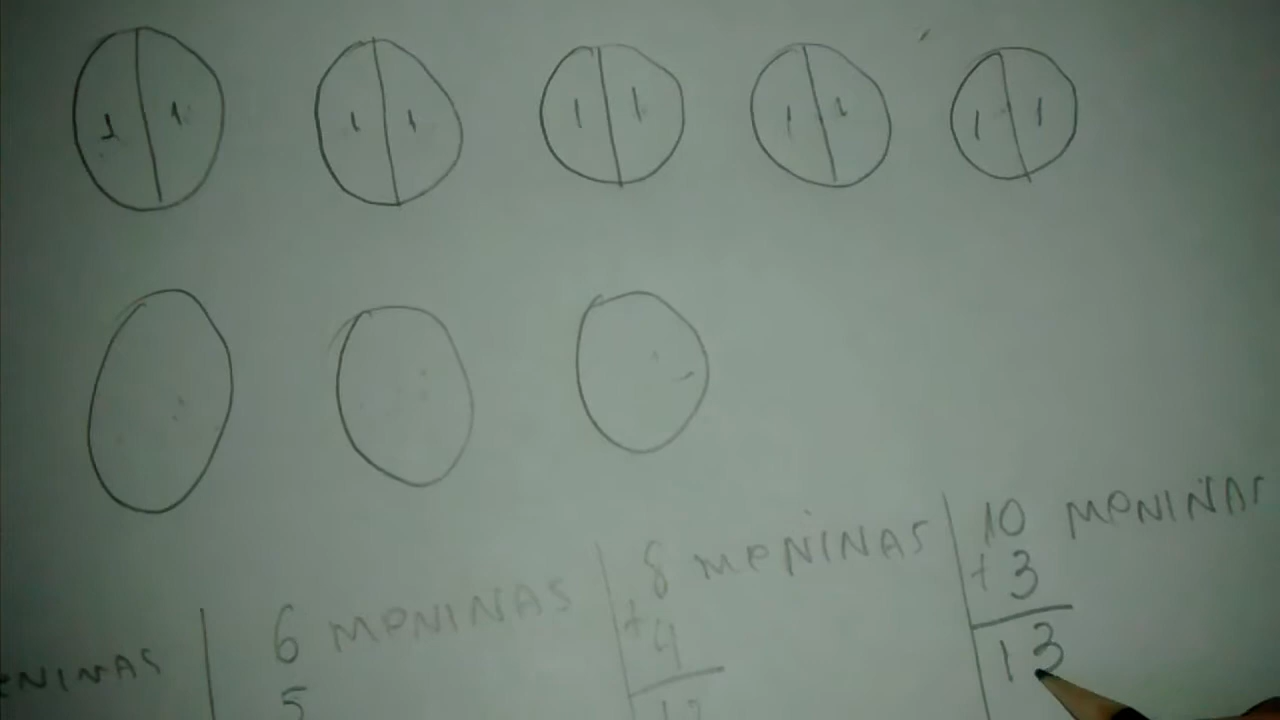 1 1 1 1 1 1 1 1 1 1
10 MENINAS
+ 3
13
8 MENINAS
+ 4
6 MENINAS
5